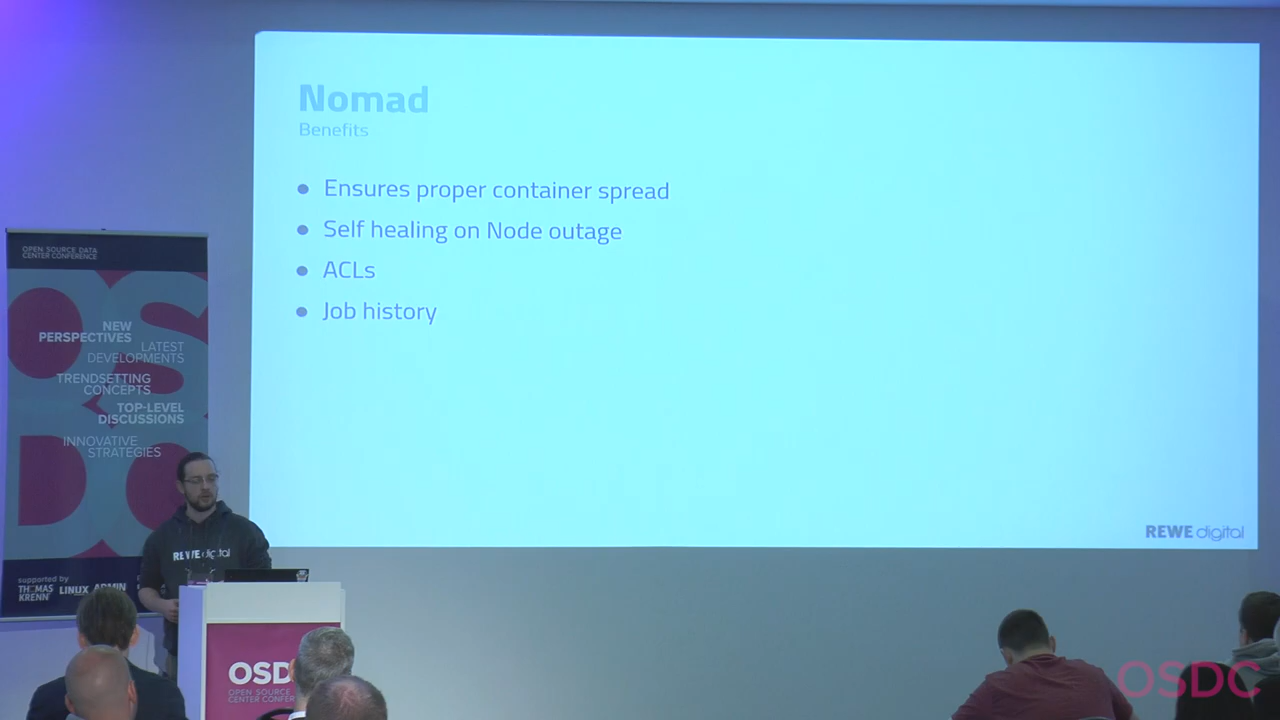 Nomad
Benefits
● Ensures proper container spread
● Self healing on Node outage
● ACLs
● Job history
REWE digital
OPEN SOURCE DATA
CENTER CONFERENCE
NEW
PERSPECTIVES
LATEST
DEVELOPMENTS
TRENDSETTING
CONCEPTS
TOP-LEVEL
DISCUSSIONS
INNOVATIVE
STRATEGIES
supported by
THOMAS
KRENN
LINUX ADMIN
REWE digital
OSD
OPEN SOURCE
CENTER CONFER
OSDC